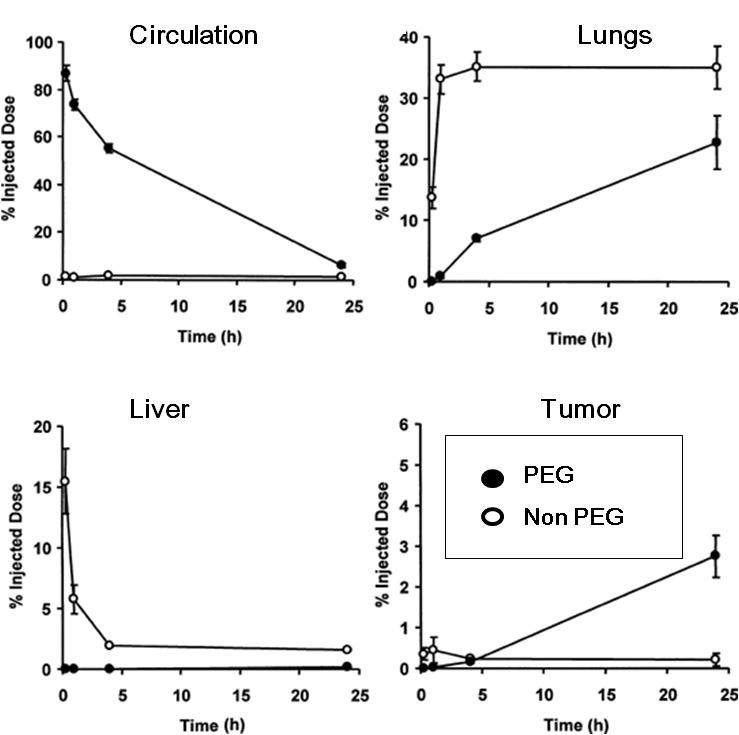 Circulation
100
80
60
40
20
0
% Injected Dose
0 5 10 15 20 25
Time (h)
Lungs
40
30
20
10
0
% Injected Dose
0 5 10 15 20 25
Time (h)
Liver
20
15
10
5
0
% Injected Dose
0 5 10 15 20 25
Time (h)
Tumor
6
5
4
3
2
1
0
% Injected Dose
PEG
Non PEG
0 5 10 15 20 25
Time (h)